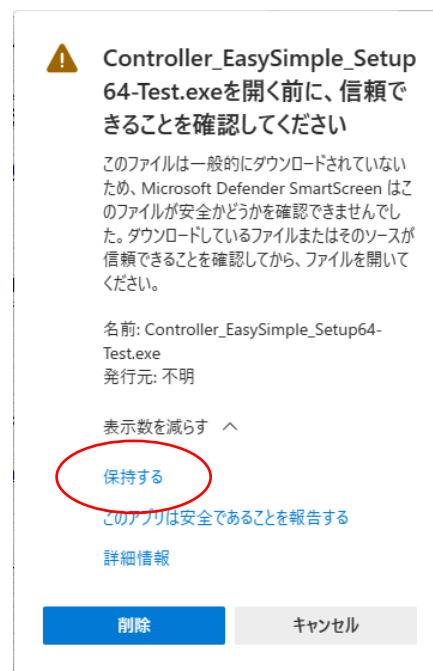 Controller_EasySimple_Setup
64-Test.exeを開く前に、信頼で
きることを確認してください
このファイルは一般的にダウンロードされていない
ため、Microsoft Defender SmartScreen はこ
のファイルが安全かどうかを確認できませんでし
た。ダウンロードしているファイルまたはそのソースが
信頼できることを確認してから、ファイルを開いて
ください。
名前: Controller_EasySimple_Setup64-
Test.exe
発行元: 不明
表示数を減らす
保持する
このアプリは安全であることを報告する
詳細情報
削除
キャンセル